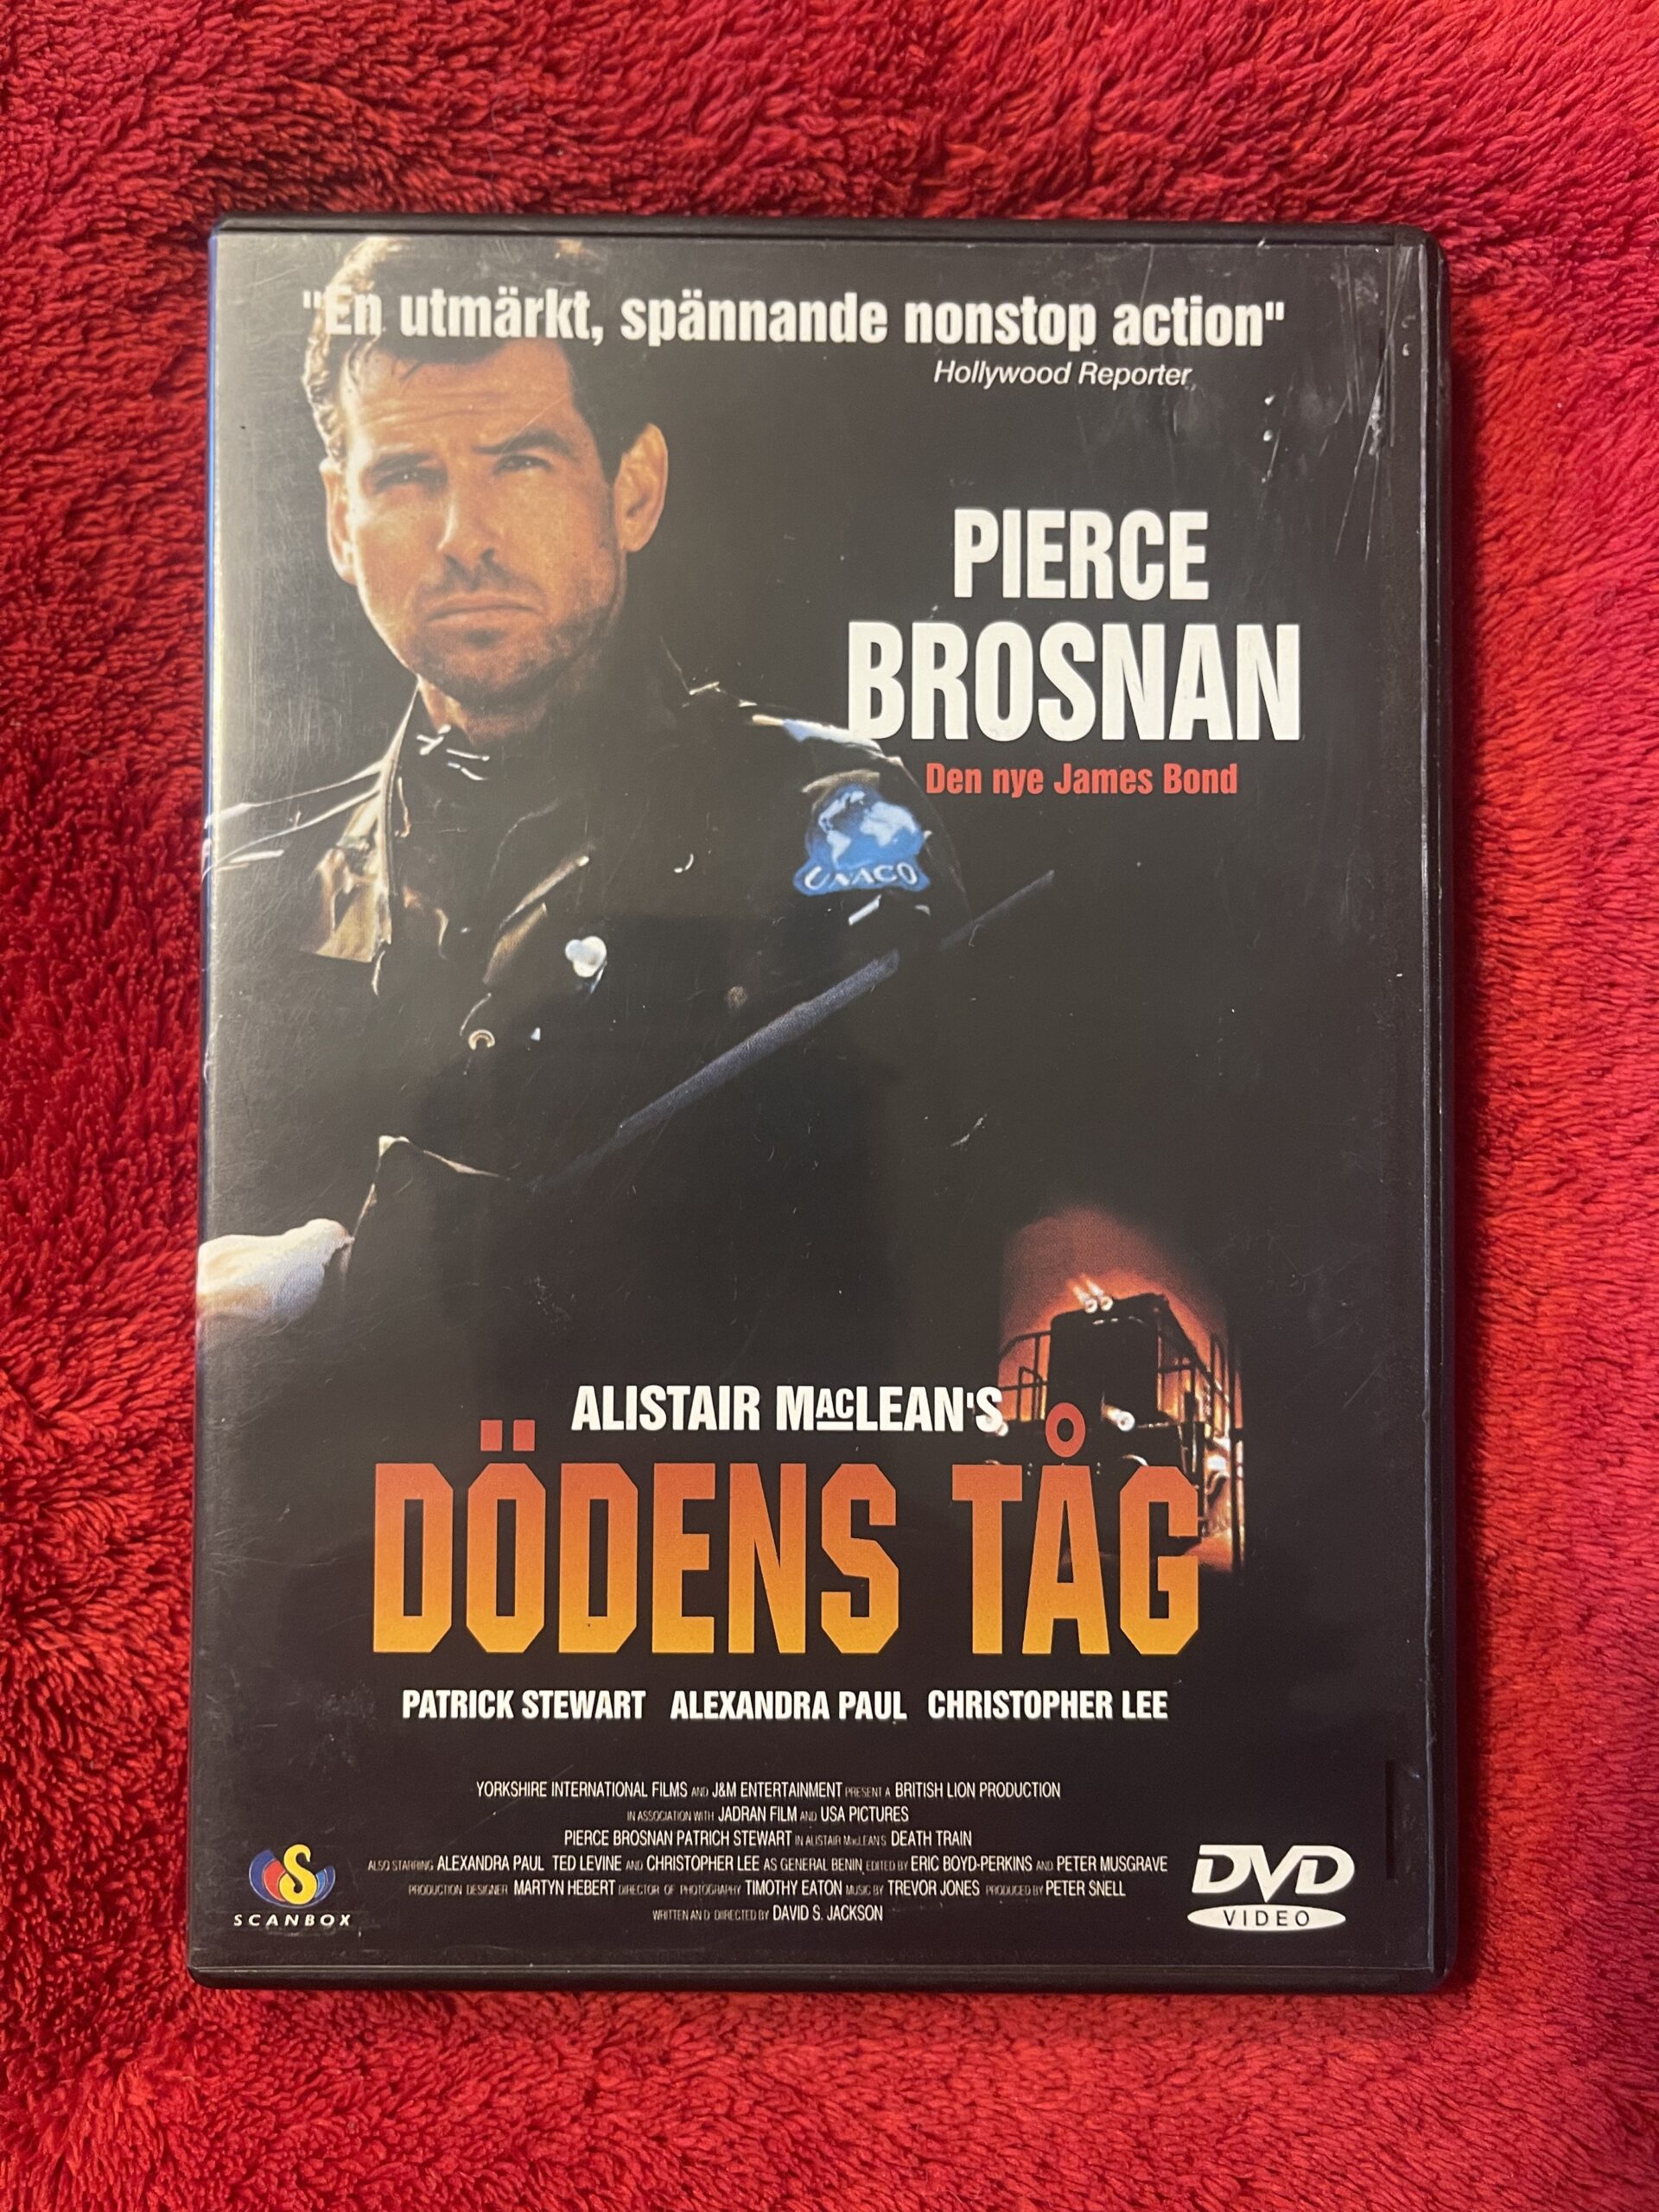 "En utmärkt, spännande nonstop action"
Hollywood Reporter
PIERCE
BROSNAN
Den nye James Bond
UNACO
ALISTAIR MacLEAN'S
DÖDENS TÅG
PATRICK STEWART ALEXANDRA PAUL CHRISTOPHER LEE
YORKSHIRE INTERNATIONAL FILMS AND J&M ENTERTAINMENT PRESENT A BRITISH LION PRODUCTION
IN ASSOCIATION WITH JADRAN FILM AND USA PICTURES
PIERCE BROSNAN PATRICH STEWART IN ALISTAIR MacLEANS DEATH TRAIN
ALSO STARRING ALEXANDRA PAUL TED LEVINE AND CHRISTOPHER LEE AS GENERAL BENIN EDITED BY ERIC BOYD-PERKINS AND PETER MUSGRAVE
PRODUCTION DESIGNER MARTYN HEBERT DIRECTOR OF PHOTOGRAPHY TIMOTHY EATON MUSIC BY TREVOR JONES PRODUCED BY PETER SNELL
WRITTEN AND DIIRECTED BY DAVID S. JACKSON
S
SCANBOX
DVD
VIDEO